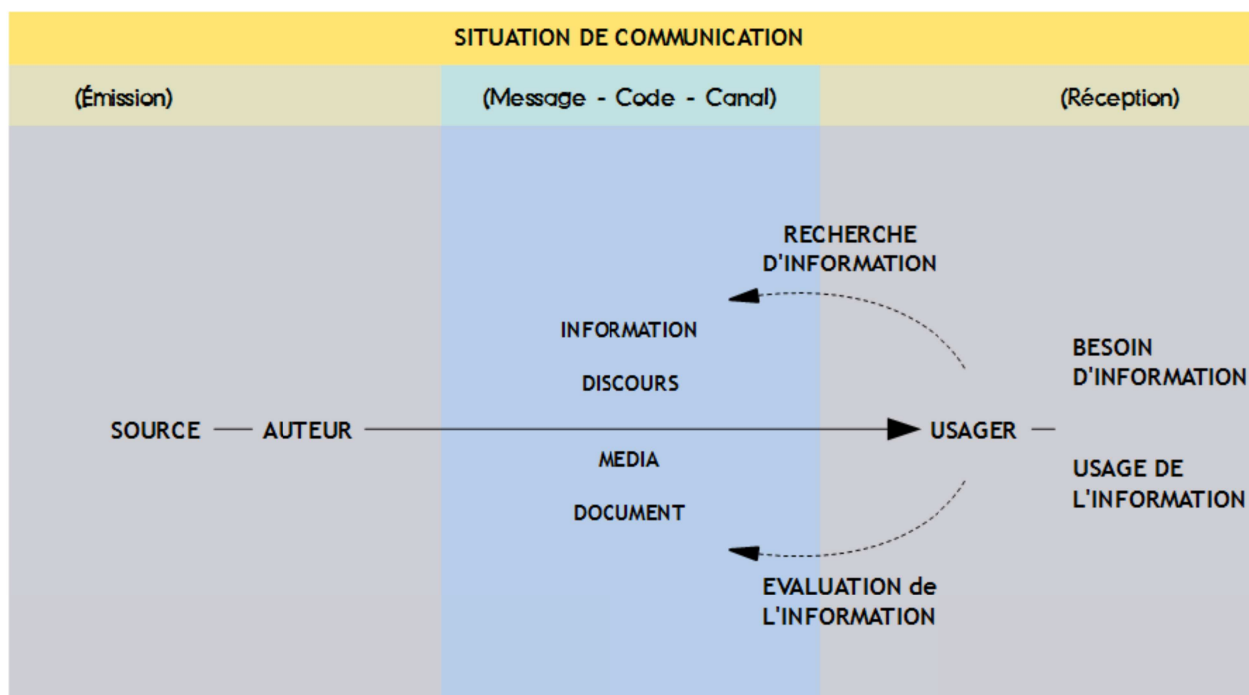 SITUATION DE COMMUNICATION
(Émission)
(Message - Code - Canal)
(Réception)
RECHERCHE
D'INFORMATION
INFORMATION
DISCOURS
BESOIN
D'INFORMATION
SOURCE
AUTEUR
USAGER
MEDIA
DOCUMENT
USAGE DE
L'INFORMATION
EVALUATION de
L'INFORMATION